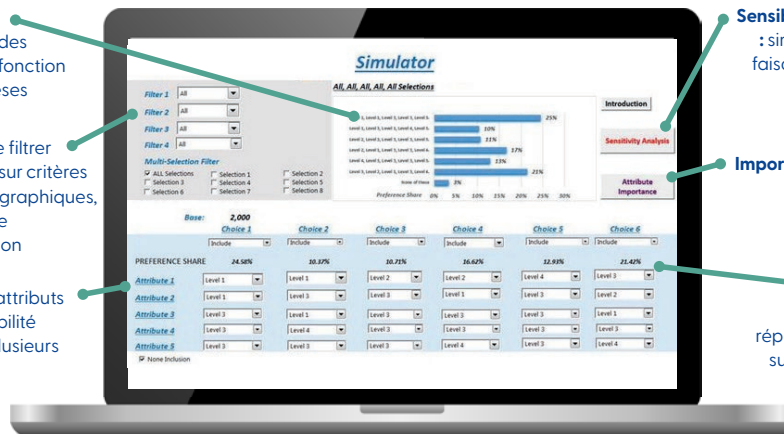 des
fonction
èses
e filtrer
sur critères
graphiques,
e
on
attributs
bilité
lusieurs
Simulator
All, All, All, All, All Selections
Filter 1 All
Filter 2 All
Filter 3 All
Filter 4 All
Multi-Selection Filter
ALL Selections Selection 1 Selection 2
Selection 3 Selection 4 Selection 5
Selection 6 Selection 7 Selection 8
25%
10%
11%
17%
13%
21%
None of these 3%
Preference Share 0% 5% 10% 15% 20% 25% 30%
Introduction
Sensitivity Analysis
Attribute
Importance
Base: 2,000
Choice 1 Choice 2 Choice 3 Choice 4 Choice 5 Choice 6
Include Include Include Include Include Include
PREFERENCE SHARE 24.58% 10.37% 10.71% 16.62% 12.93% 21.42%
Attribute 1 Level 1 Level 1 Level 2 Level 2 Level 4 Level 3
Attribute 2 Level 1 Level 3 Level 3 Level 1 Level 3 Level 2
Attribute 3 Level 3 Level 1 Level 3 Level 3 Level 3 Level 1
Attribute 4 Level 3 Level 4 Level 3 Level 3 Level 3 Level 3
Attribute 5 Level 3 Level 3 Level 3 Level 4 Level 3 Level 4
None Inclusion
Sensil
: sir
faisa
Impor
rép
su